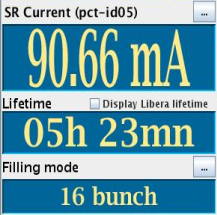 SR Current (pct-id05) ...
90.66 mA
Lifetime Display Libera lifetime
05h 23mn
Filling mode ...
16 bunch